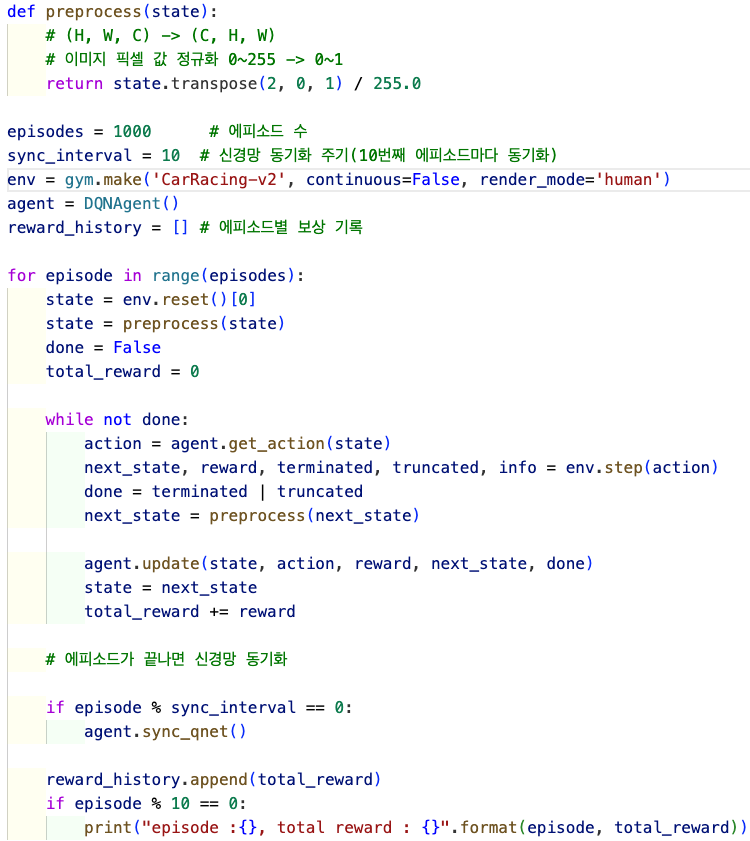 def preprocess(state):
    # (H, W, C) -> (C, H, W)
    # 이미지 픽셀 값 정규화 0~255 -> 0~1
    return state.transpose(2, 0, 1) / 255.0

episodes = 1000      # 에피소드 수
sync_interval = 10  # 신경망 동기화 주기(10번째 에피소드마다 동기화)
env = gym.make('CarRacing-v2', continuous=False, render_mode='human')
agent = DQNAgent()
reward_history = [] # 에피소드별 보상 기록

for episode in range(episodes):
    state = env.reset()[0]
    state = preprocess(state)
    done = False
    total_reward = 0

    while not done:
        action = agent.get_action(state)
        next_state, reward, terminated, truncated, info = env.step(action)
        done = terminated | truncated
        next_state = preprocess(next_state)

        agent.update(state, action, reward, next_state, done)
        state = next_state
        total_reward += reward

    # 에피소드가 끝나면 신경망 동기화

    if episode % sync_interval == 0:
        agent.sync_qnet()

    reward_history.append(total_reward)
    if episode % 10 == 0:
        print("episode :{}, total reward : {}".format(episode, total_reward))